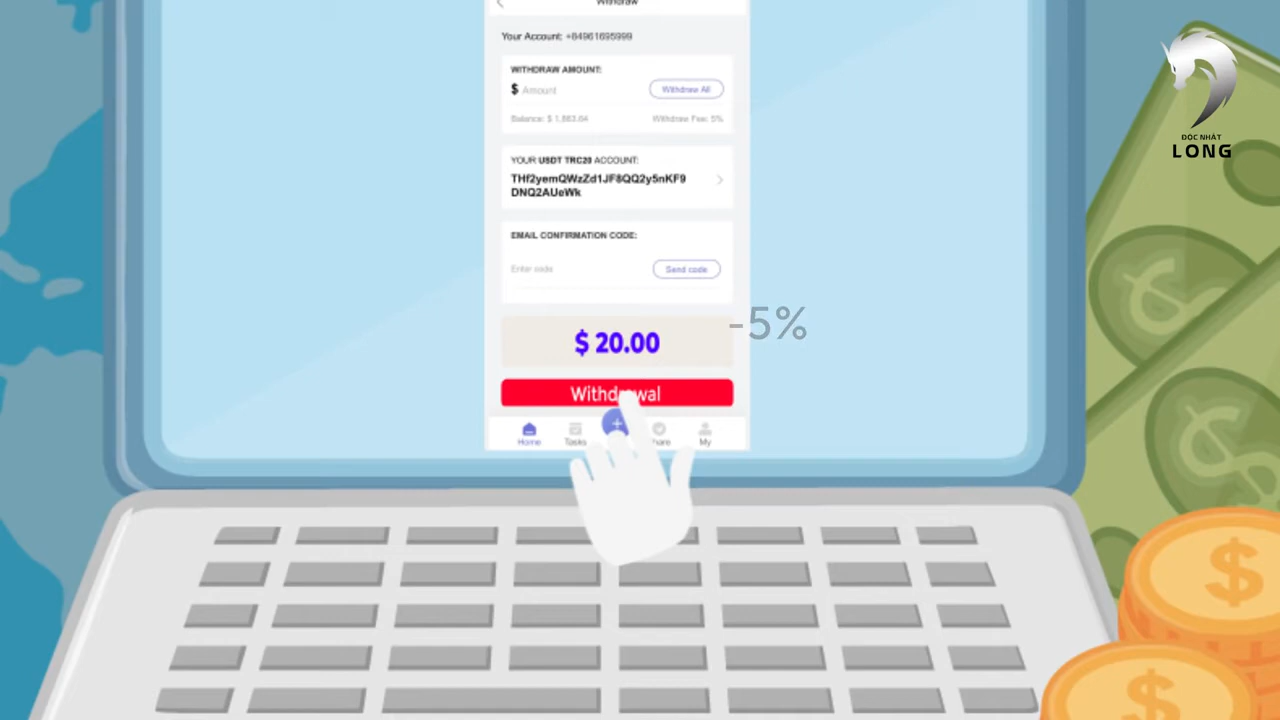 Withdraw
Your Account: +84961695999
WITHDRAW AMOUNT:
$ Amount
Withdraw All
Balance: $ 1,863.64
Withdraw Fee: 5%
YOUR USDT TRC20 ACCOUNT:
THf2yemQWzZd1JF8QQ2y5nKF9
DNQ2AUeWk
EMAIL CONFIRMATION CODE:
Enter code
Send code
$ 20.00
-5%
Withdrawal
Home
Tasks
My
ĐỘC NHẤT
LONG